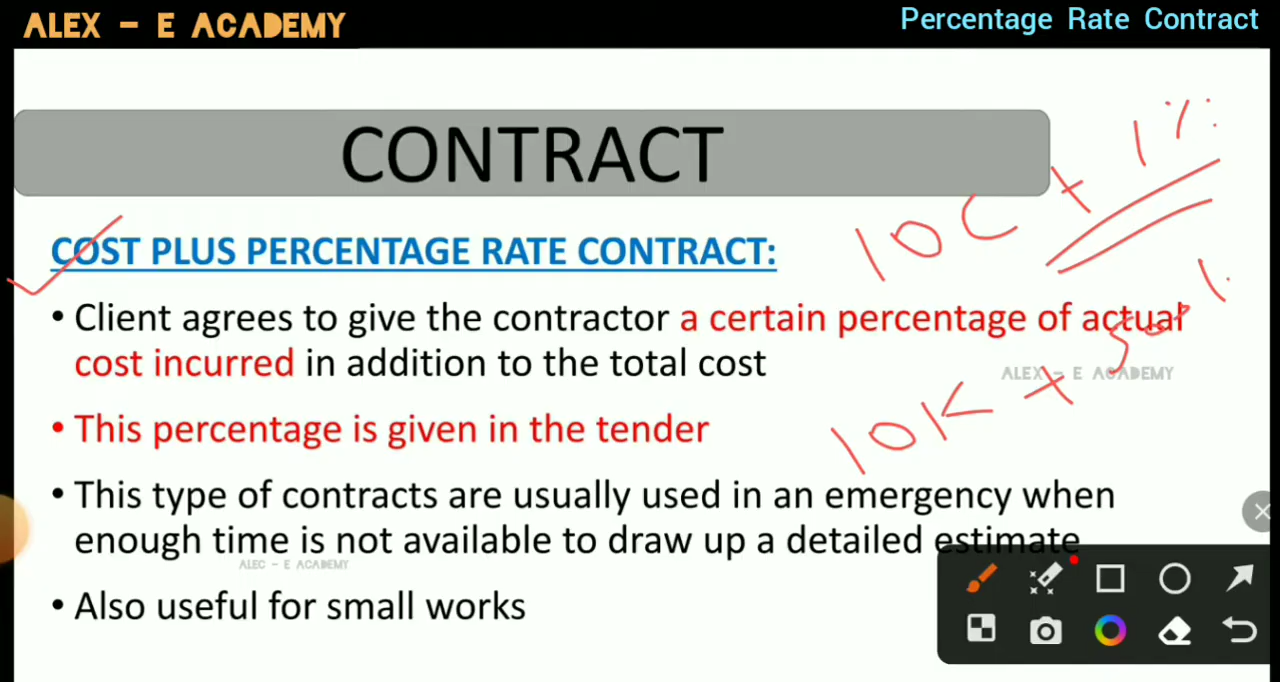 ALEX - E ACADEMY
Percentage Rate Contract
CONTRACT
10C + 1%
COST PLUS PERCENTAGE RATE CONTRACT:
• Client agrees to give the contractor a certain percentage of actual
cost incurred in addition to the total cost
ALEX - E ACADEMY
10K + 50%
• This percentage is given in the tender
• This type of contracts are usually used in an emergency when
enough time is not available to draw up a detailed estimate
ALEC - E ACADEMY
• Also useful for small works